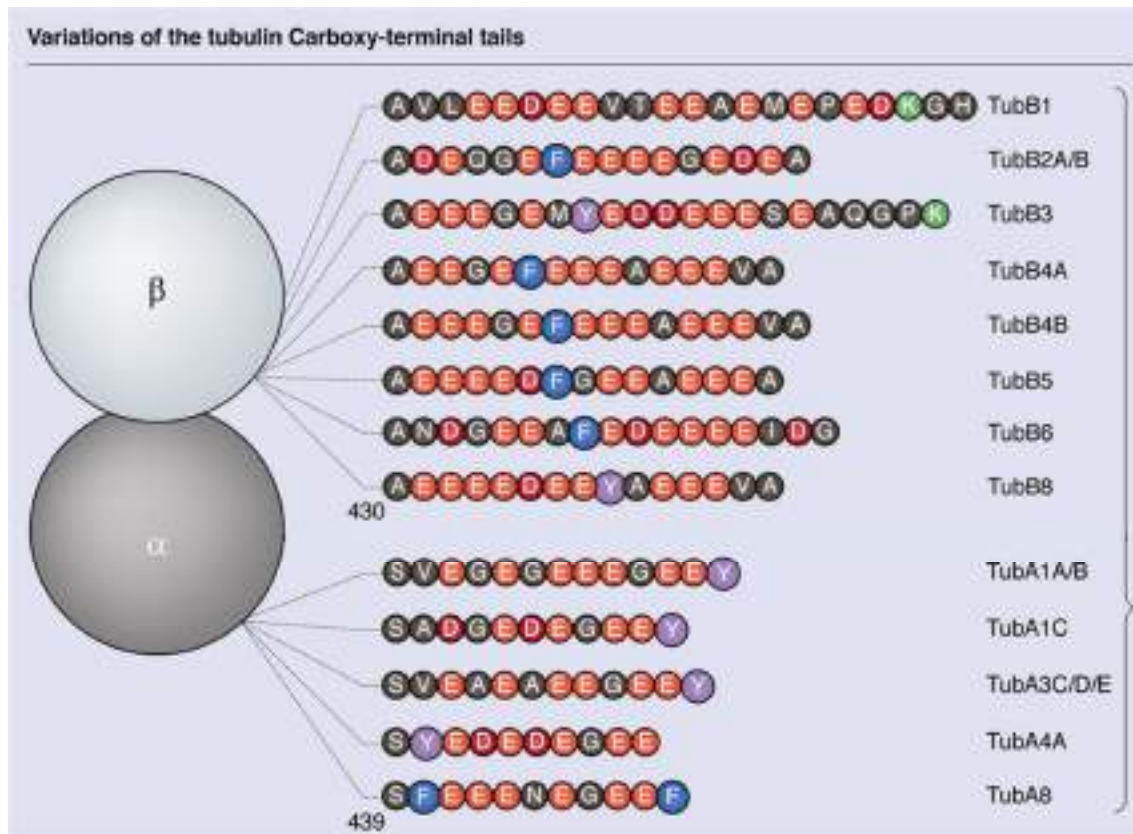 Variations of the tubulin Carboxy-terminal tails
AVLEEDEEVTEEAEMEPEDKGH TubB1
ADEQGEFEEEEGEDEA TubB2A/B
AEEEGEMYEDDEEESEAQGPK TubB3
AEEGEFEEEAEEEVA TubB4A
β
AEEEGEFEEEAEEEVA TubB4B
AEEEEDFGEEAEEEA TubB5
ANDGEEAFEDEEEEIDG TubB6
AEEEEDEEYAEEEVA TubB8
430
α
SVEGEGEEEGEEY TubA1A/B
SADGEDEGEEY TubA1C
SVEAEAEEGEEY TubA3C/D/E
SYEDEDEGEE TubA4A
SFEEENEGEEF TubA8
439